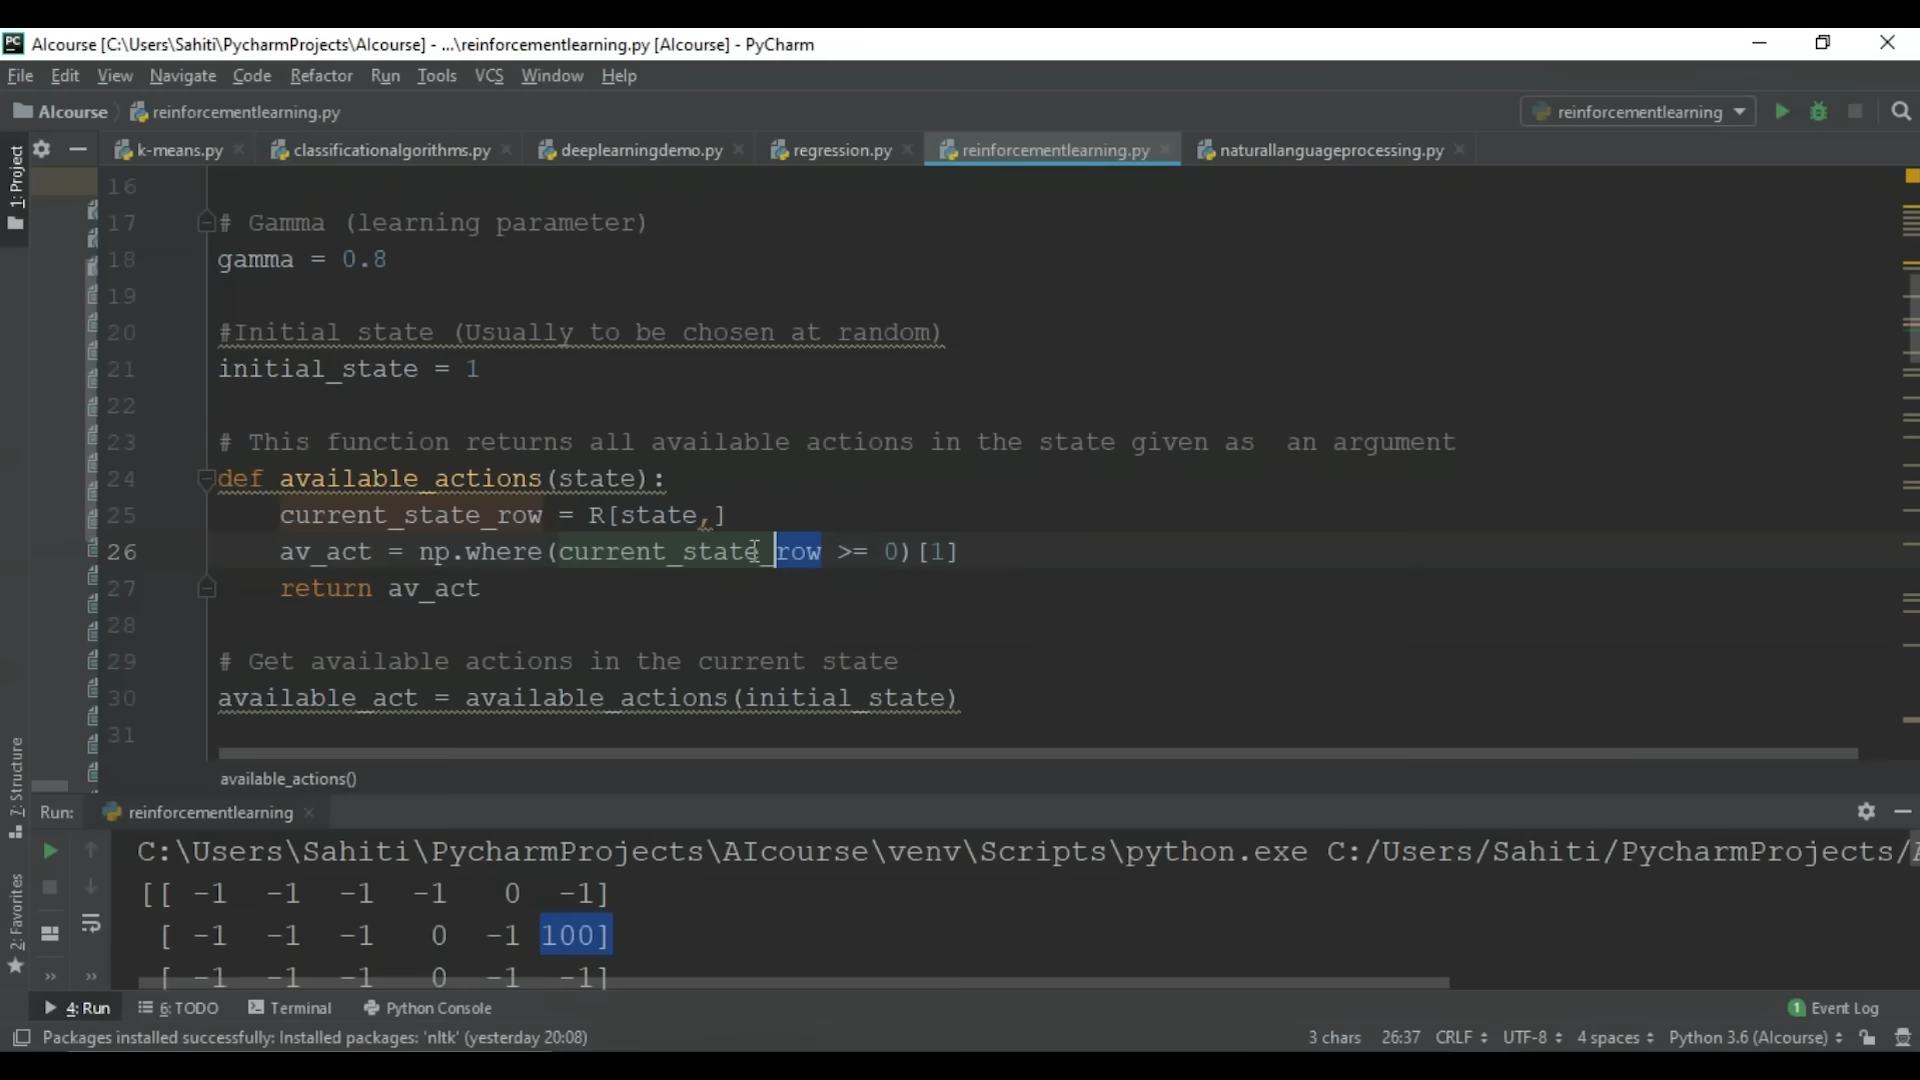 PC AIcourse [C:\Users\Sahiti\PycharmProjects\AIcourse] - ...\reinforcementlearning.py [AIcourse] - PyCharm
File Edit View Navigate Code Refactor Run Tools VCS Window Help
AIcourse reinforcementlearning.py reinforcementlearning
k-means.py classificationalgorithms.py deeplearningdemo.py regression.py reinforcementlearning.py naturallanguageprocessing.py
1: Project
16
17 # Gamma (learning parameter)
18 gamma = 0.8
19
20 #Initial state (Usually to be chosen at random)
21 initial_state = 1
22
23 # This function returns all available actions in the state given as  an argument
24 def available_actions(state):
25 current_state_row = R[state,]
26 av_act = np.where(current_state_row >= 0)[1]
27 return av_act
28
29 # Get available actions in the current state
30 available_act = available_actions(initial_state)
31
available_actions()
7: Structure
2: Favorites
Run: reinforcementlearning
C:\Users\Sahiti\PycharmProjects\AIcourse\venv\Scripts\python.exe C:/Users/Sahiti/PycharmProjects/
[[ -1 -1 -1 -1 0 -1]
[ -1 -1 -1 0 -1 100]
[ -1 -1 -1 0 -1 -1]
4: Run 6: TODO Terminal Python Console 1 Event Log
Packages installed successfully: Installed packages: 'nltk' (yesterday 20:08) 3 chars 26:37 CRLF UTF-8 4 spaces Python 3.6 (AIcourse)